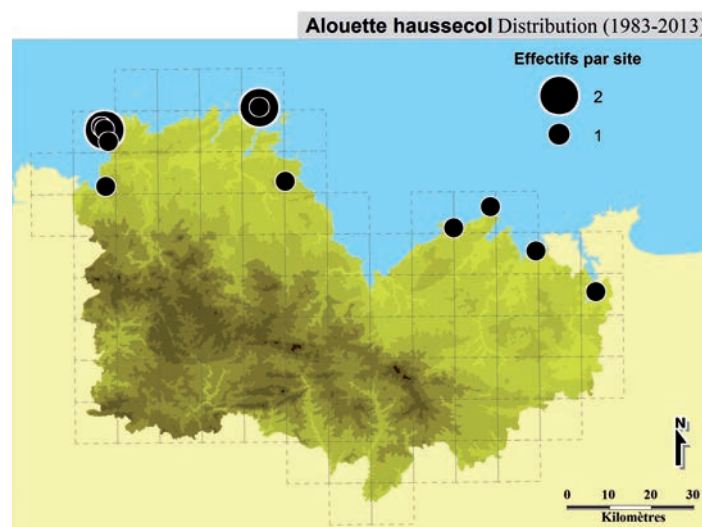 Alouette haussecol Distribution (1983-2013)
Effectifs par site
2
1
N
0 10 20 30
Kilomètres